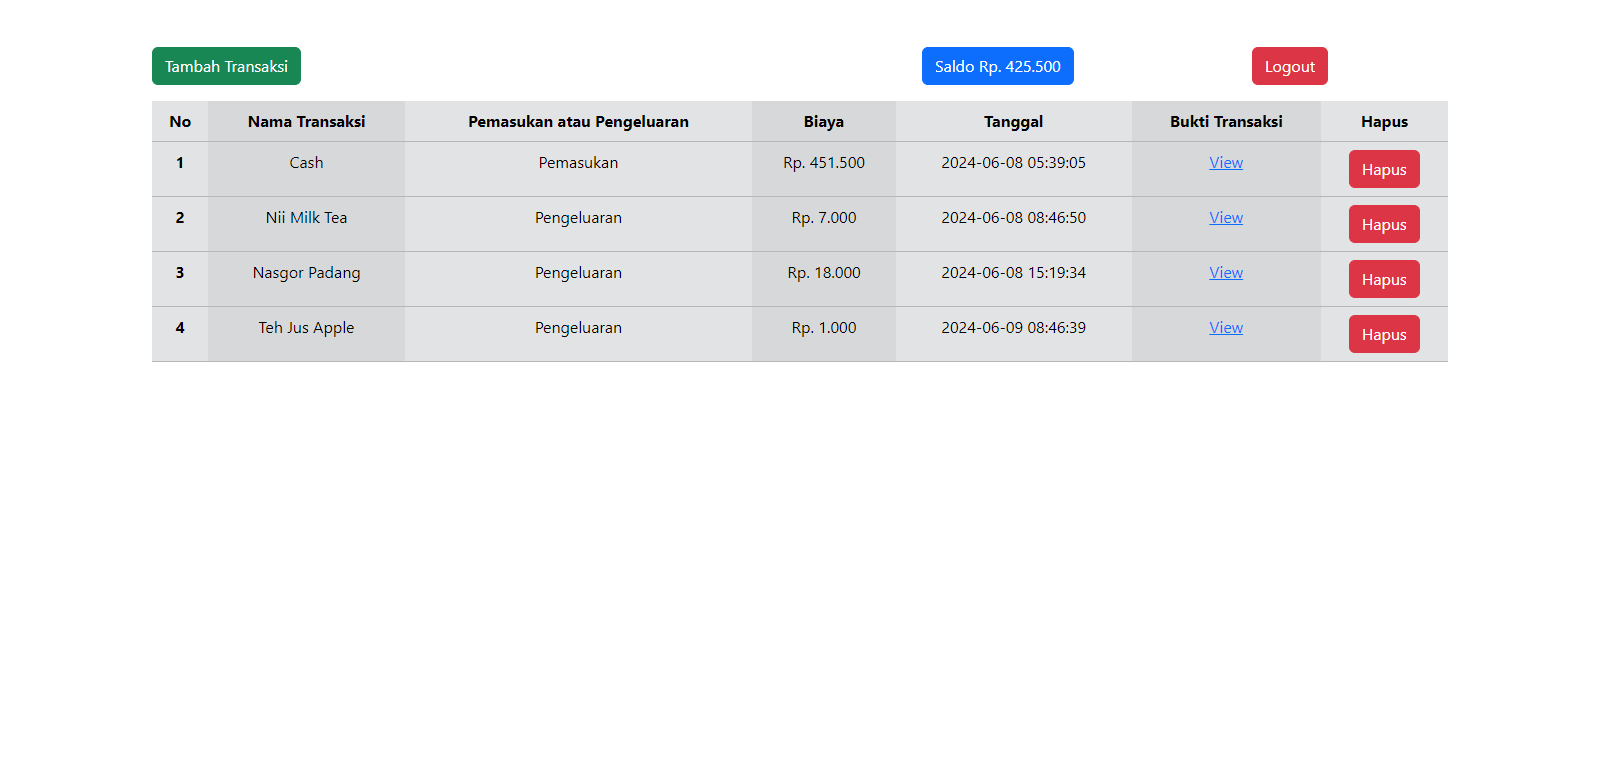 Tambah Transaksi Saldo Rp. 425.500 Logout
No Nama Transaksi Pemasukan atau Pengeluaran Biaya Tanggal Bukti Transaksi Hapus
1 Cash Pemasukan Rp. 451.500 2024-06-08 05:39:05 View Hapus
2 Nii Milk Tea Pengeluaran Rp. 7.000 2024-06-08 08:46:50 View Hapus
3 Nasgor Padang Pengeluaran Rp. 18.000 2024-06-08 15:19:34 View Hapus
4 Teh Jus Apple Pengeluaran Rp. 1.000 2024-06-09 08:46:39 View Hapus